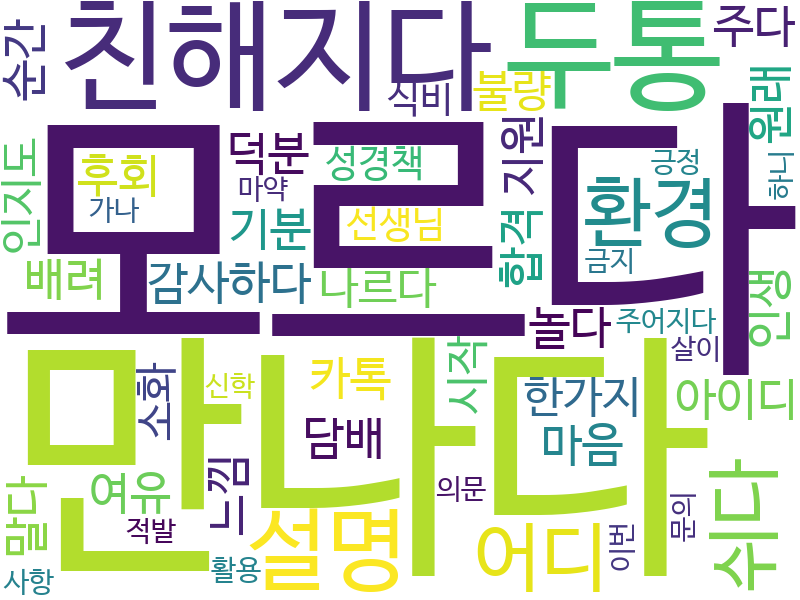 친해지다
두통
주다
순간
식비
불량
원래
모르다
덕분
성경책
지원
긍정
하니
인지도
후회
마약
가나
기분
선생님
합격
환경
금지
배려
감사하다
나르다
놀다
주어지다
인생
만나다
소화
신학
카톡
시작
한가지
살이
아이디
담배
마음
말다
여유
느낌
의문
문의
쉬다
적발
설명
어디
이번
사항
활용